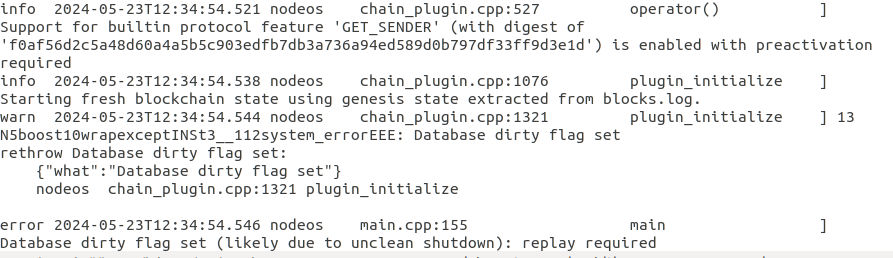 info  2024-05-23T12:34:54.521 nodeos    chain_plugin.cpp:527          operator()           ]
Support for builtin protocol feature 'GET_SENDER' (with digest of
'f0af56d2c5a48d60a4a5b5c903edfb7db3a736a94ed589d0b797df33ff9d3e1d') is enabled with preactivation
required
info  2024-05-23T12:34:54.538 nodeos    chain_plugin.cpp:1076         plugin_initialize    ]
Starting fresh blockchain state using genesis state extracted from blocks.log.
warn  2024-05-23T12:34:54.544 nodeos    chain_plugin.cpp:1321         plugin_initialize    ] 13
N5boost10wrapexceptINSt3__112system_errorEEE: Database dirty flag set
rethrow Database dirty flag set:
    {"what":"Database dirty flag set"}
    nodeos  chain_plugin.cpp:1321 plugin_initialize
error 2024-05-23T12:34:54.546 nodeos    main.cpp:155                  main                 ]
Database dirty flag set (likely due to unclean shutdown): replay required